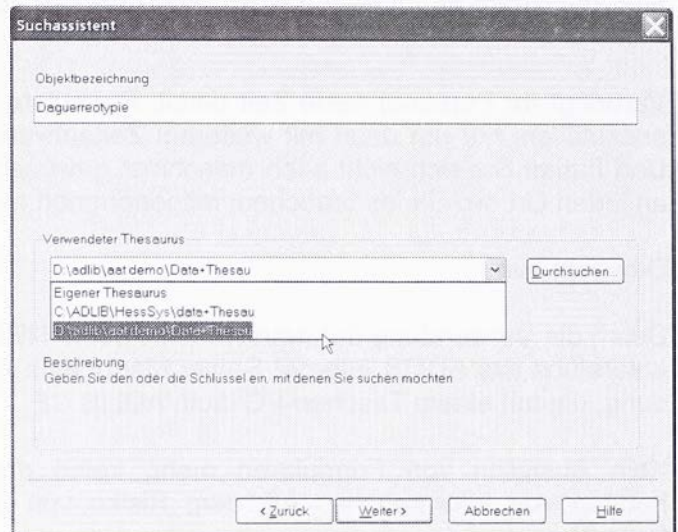 Suchassistent
Objektbezeichnung
Daguerreotypie
Verwendeter Thesaurus
D:\adlib\aat demo\Data+Thesau
Durchsuchen...
Eigener Thesaurus
C:\ADLIB\HessSys\data+Thesau
D:\adlib\aat demo\Data+Thesau
Beschreibung
Geben Sie den oder die Schlussel ein, mit denen Sie suchen mochten
< Zurück Weiter > Abbrechen Hilfe